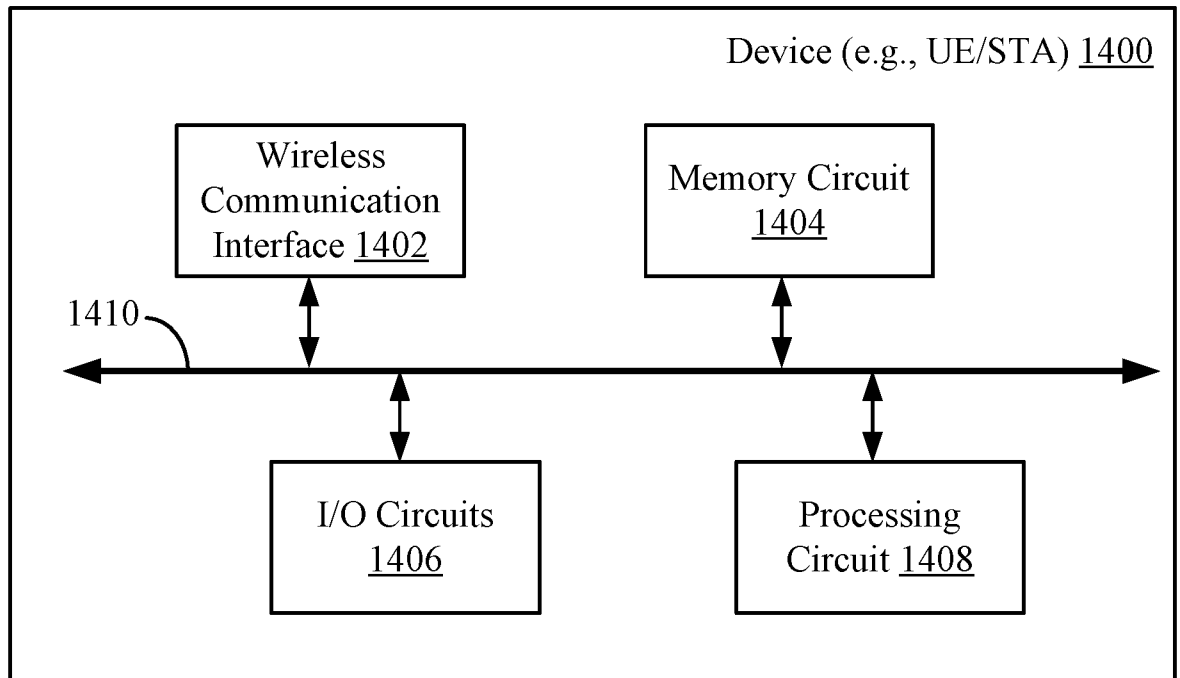 Device (e.g., UE/STA) 1400
Wireless
Communication
Interface 1402
Memory Circuit
1404
1410
I/O Circuits
1406
Processing
Circuit 1408